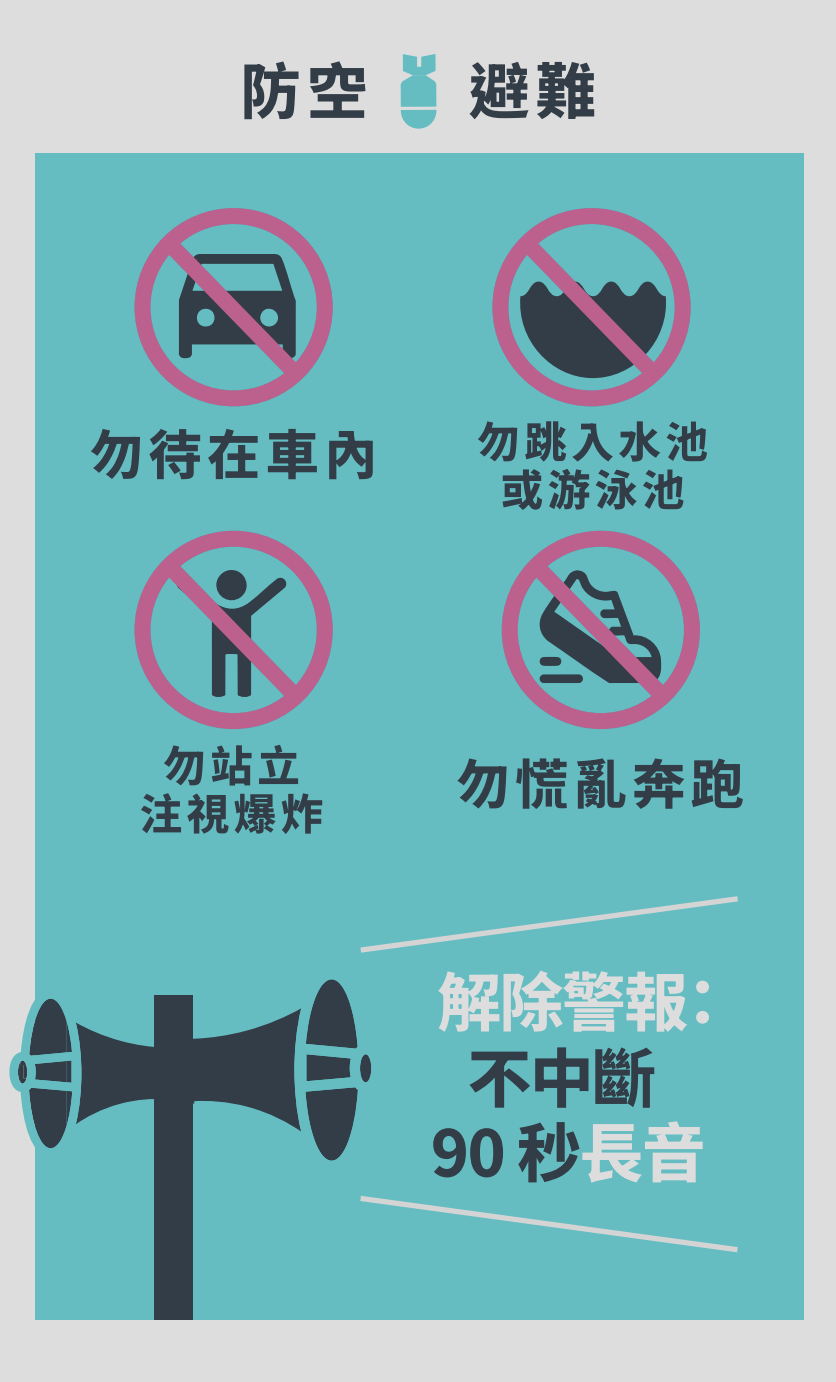 防空 避難
勿待在車內
勿跳入水池
或游泳池
勿站立
注視爆炸
勿慌亂奔跑
解除警報：
不中斷
90 秒長音